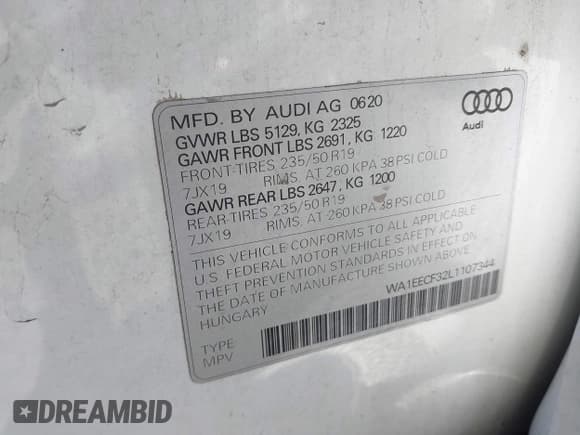 MFD. BY AUDI AG 06 20
GVWR LBS 5129, KG 2325
GAWR FRONT LBS 2691, KG 1220
FRONT-TIRES 235/50 R19
7JX19 RIMS, AT 260 KPA 38 PSI COLD
GAWR REAR LBS 2647, KG 1200
REAR-TIRES 235/50 R19
7JX19 RIMS, AT 260 KPA 38 PSI COLD
THIS VEHICLE CONFORMS TO ALL APPLICABLE
U.S. FEDERAL MOTOR VEHICLE SAFETY AND
THEFT PREVENTION STANDARDS IN EFFECT ON
THE DATE OF MANUFACTURE SHOWN ABOVE
HUNGARY
Audi
WA1EECF32L1107344
TYPE
MPV
DREAMBID